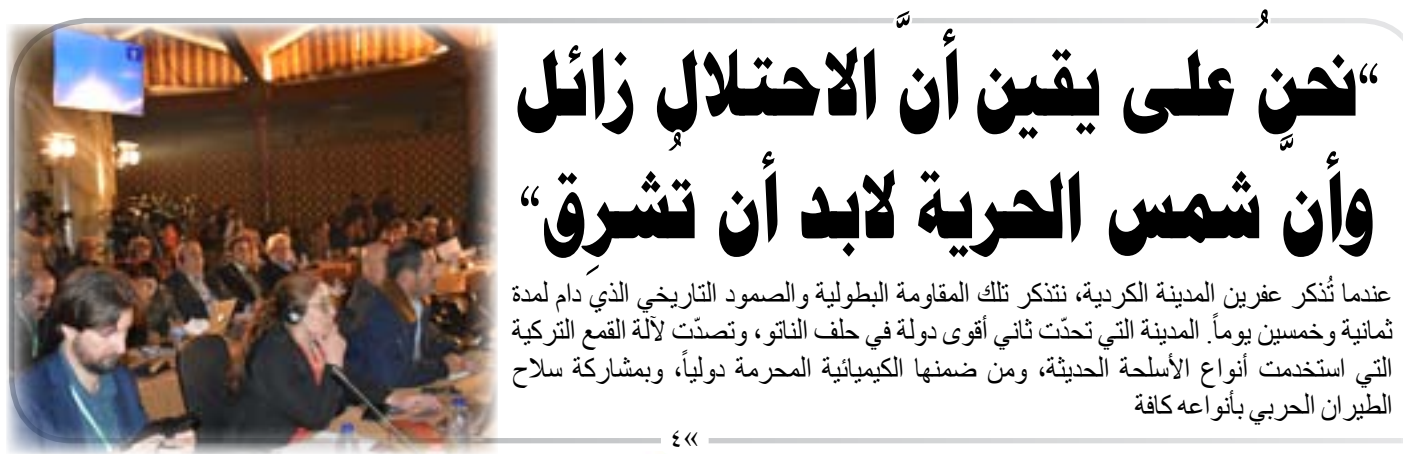 “نحنُ على يقين أنَّ الاحتلال زائل
وأنَّ شمس الحرية لابد أن تُشرِق“
عندما تُذكر عفرين المدينة الكردية، نتذكر تلك المقاومة البطولية والصمود التاريخي الذي دام لمدة
ثمانية وخمسين يوماً. المدينة التي تحدّت ثاني أقوى دولة في حلف الناتو، وتصدّت لآلة القمع التركية
التي استخدمت أنواع الأسلحة الحديثة، ومن ضمنها الكيميائية المحرمة دولياً، وبمشاركة سلاح
الطيران الحربي بأنواعه كافة
»٤